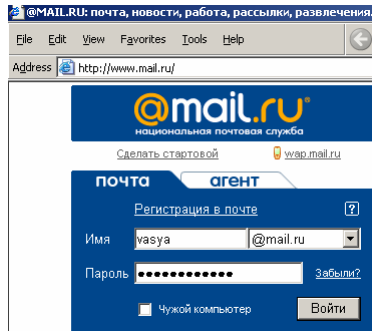 @MAIL.RU: почта, новости, работа, рассылки, развлечения.
File Edit View Favorites Tools Help
Address http://www.mail.ru/
@mail.ru®
национальная почтовая служба
Сделать стартовой wap.mail.ru
почта агент
Регистрация в почте ?
Имя vasya @mail.ru
Пароль ●●●●●●●●●●●● Забыли?
Чужой компьютер Войти